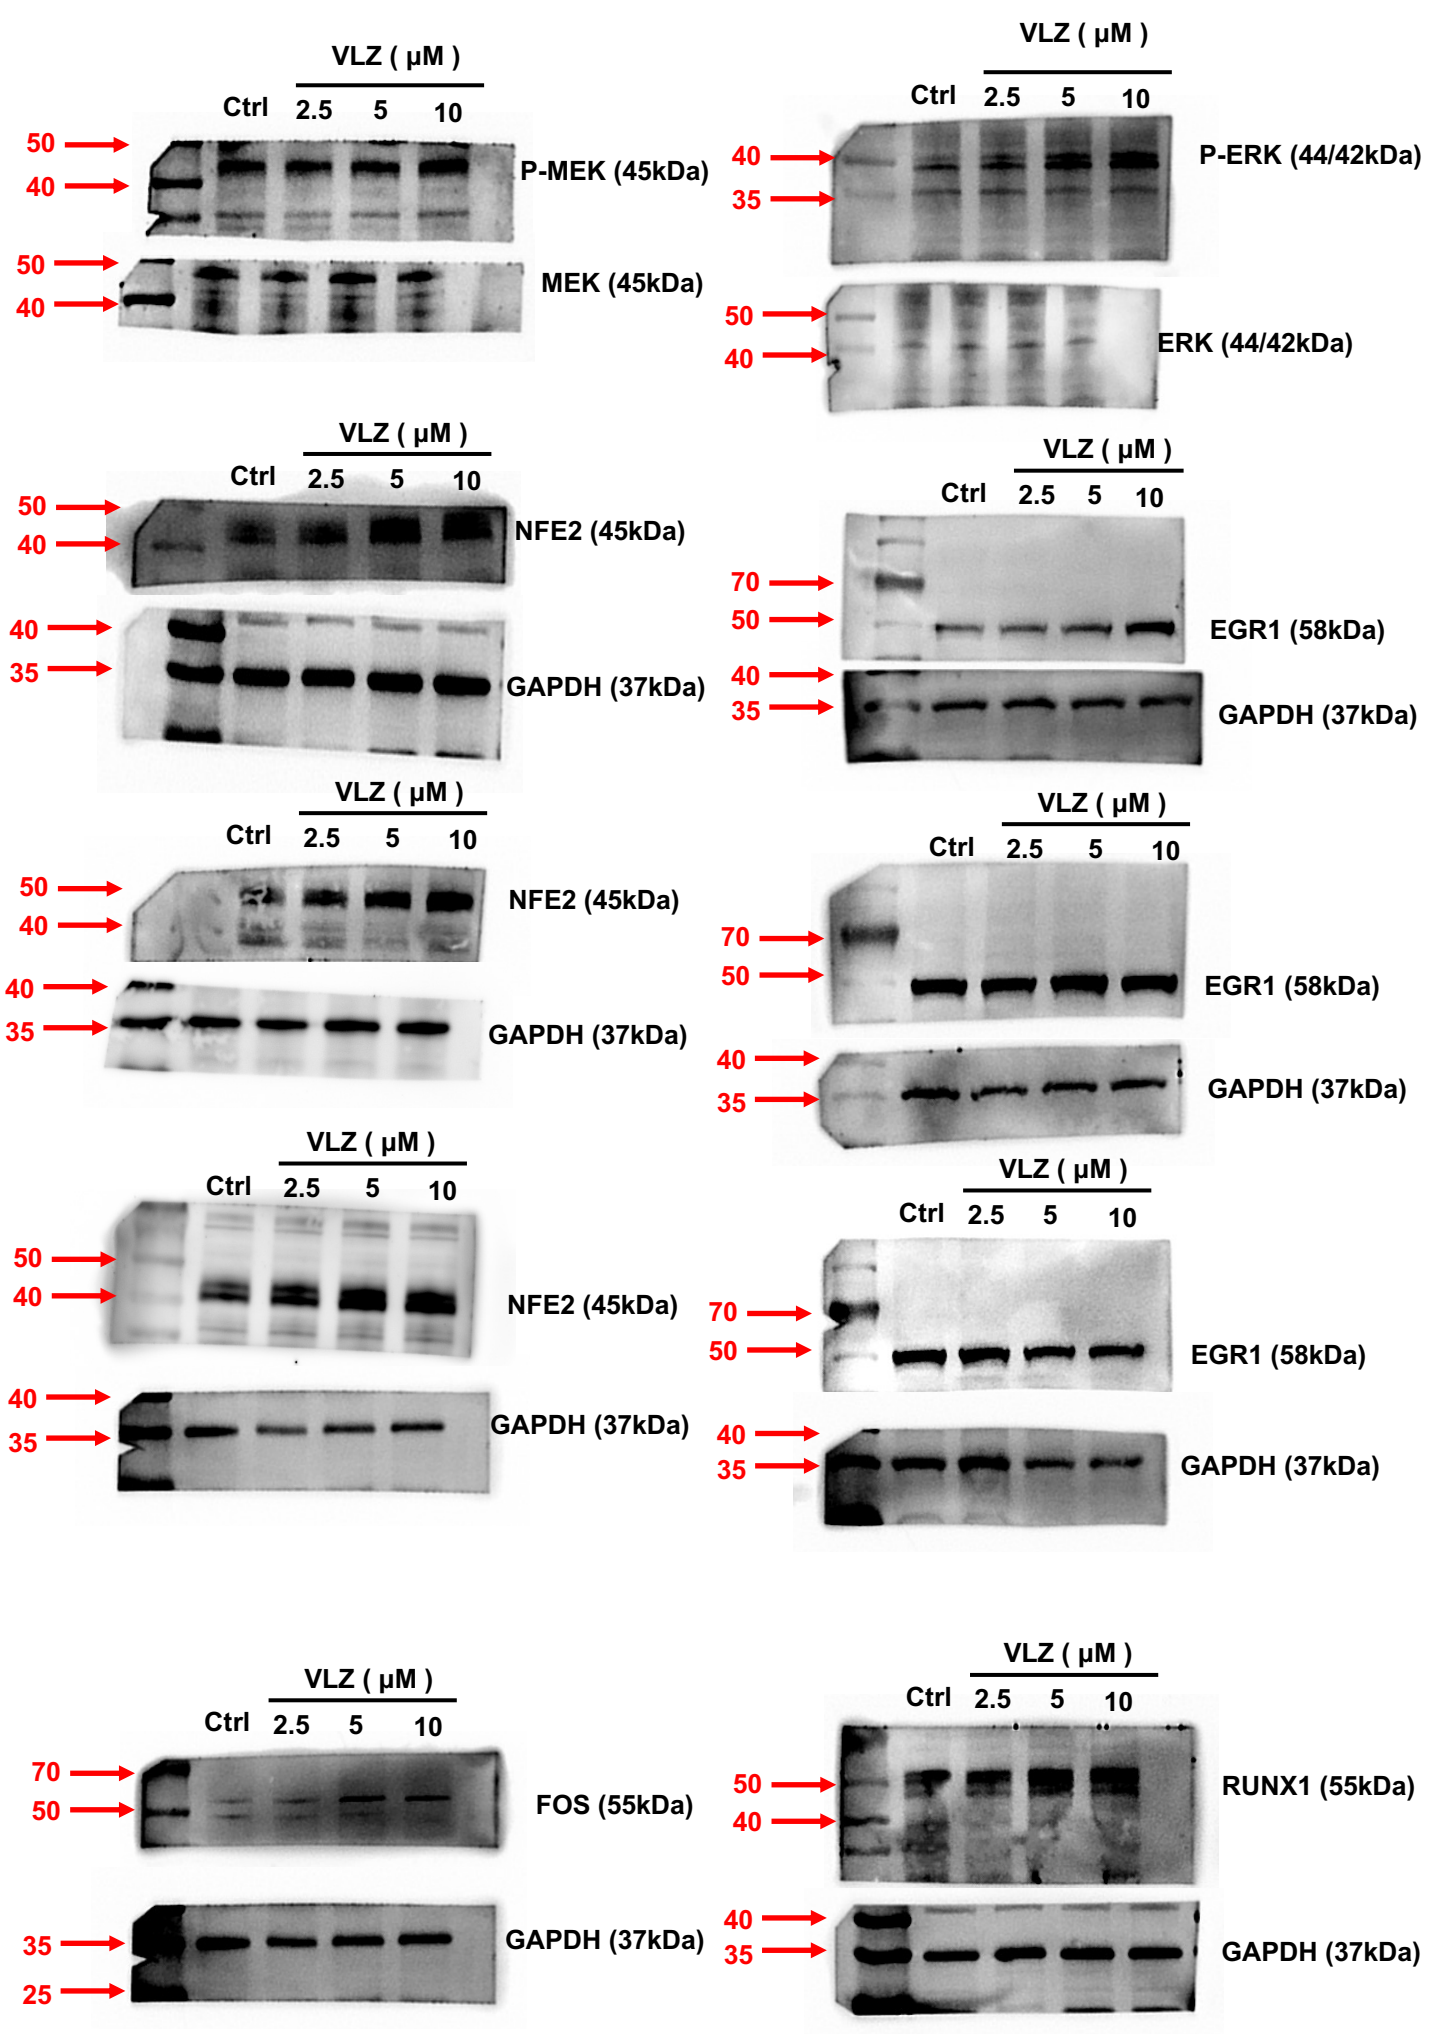 VLZ ( µM )
Ctrl 2.5 5 10
50
40
P-MEK (45kDa)
50
40
MEK (45kDa)
VLZ ( µM )
Ctrl 2.5 5 10
40
35
P-ERK (44/42kDa)
50
40
ERK (44/42kDa)
VLZ ( µM )
Ctrl 2.5 5 10
50
40
NFE2 (45kDa)
40
35
GAPDH (37kDa)
VLZ ( µM )
Ctrl 2.5 5 10
70
50
EGR1 (58kDa)
40
35
GAPDH (37kDa)
VLZ ( µM )
Ctrl 2.5 5 10
50
40
NFE2 (45kDa)
40
35
GAPDH (37kDa)
VLZ ( µM )
Ctrl 2.5 5 10
70
50
EGR1 (58kDa)
40
35
GAPDH (37kDa)
VLZ ( µM )
Ctrl 2.5 5 10
50
40
NFE2 (45kDa)
40
35
GAPDH (37kDa)
VLZ ( µM )
Ctrl 2.5 5 10
70
50
EGR1 (58kDa)
40
35
GAPDH (37kDa)
VLZ ( µM )
Ctrl 2.5 5 10
70
50
FOS (55kDa)
35
25
GAPDH (37kDa)
VLZ ( µM )
Ctrl 2.5 5 10
50
40
RUNX1 (55kDa)
40
35
GAPDH (37kDa)